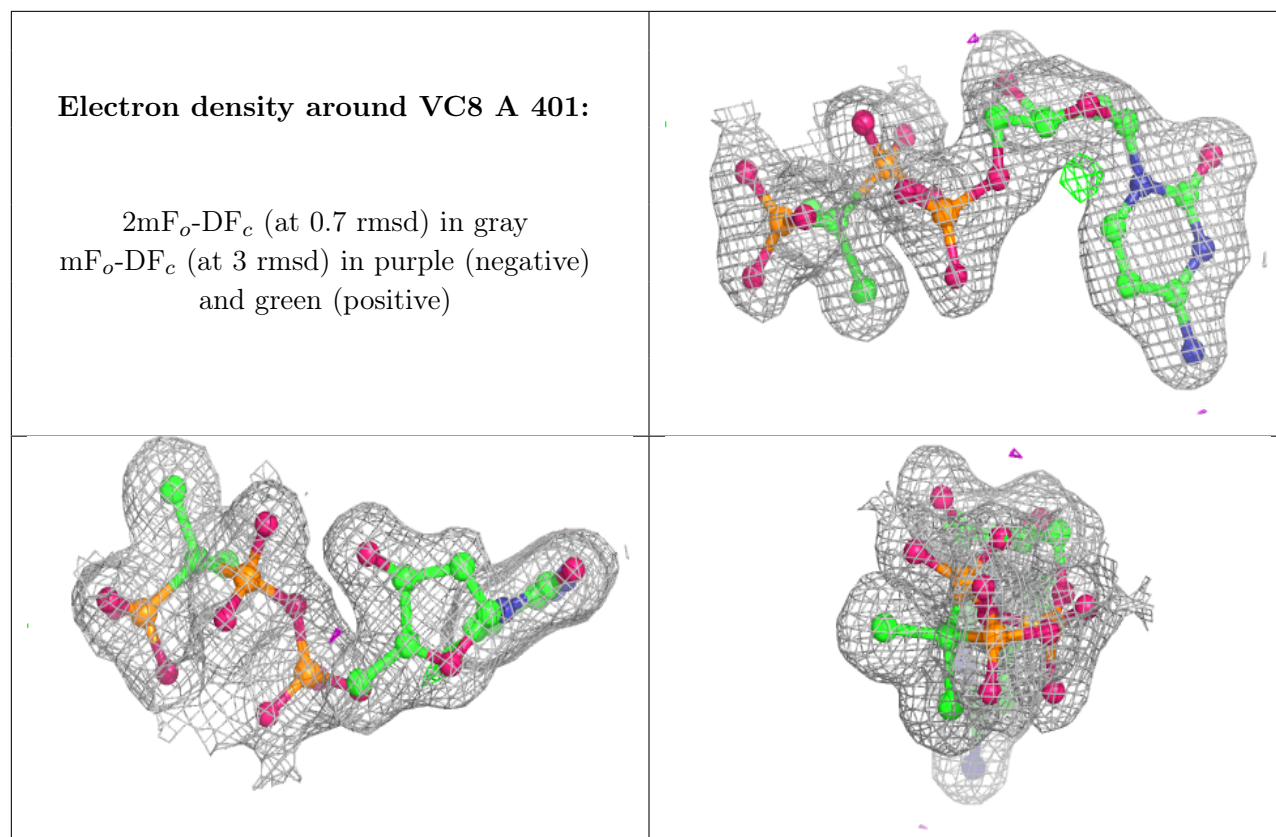 Electron density around VC8 A 401:
2mFo-DFc (at 0.7 rmsd) in gray
mFo-DFc (at 3 rmsd) in purple (negative)
and green (positive)